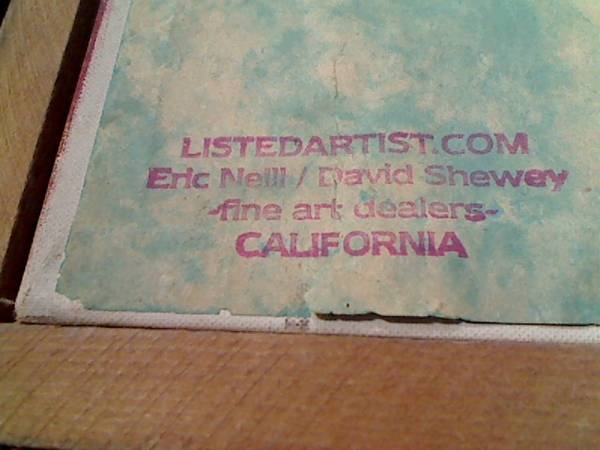 LISTEDARTIST.COM
Eric Neill / David Shewey
-fine art dealers-
CALIFORNIA